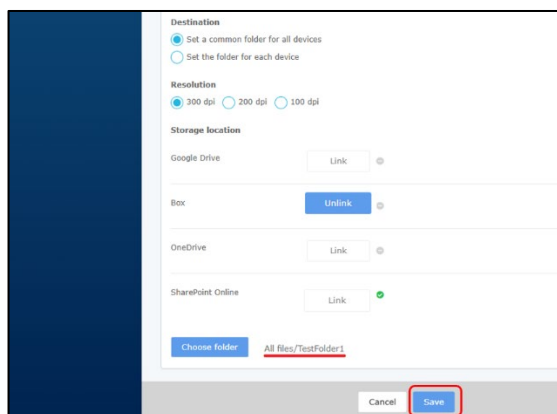 Destination
Set a common folder for all devices
Set the folder for each device
Resolution
300 dpi 200 dpi 100 dpi
Storage location
Google Drive Link
Box Unlink
OneDrive Link
SharePoint Online Link
Choose folder All files/TestFolder1
Cancel Save